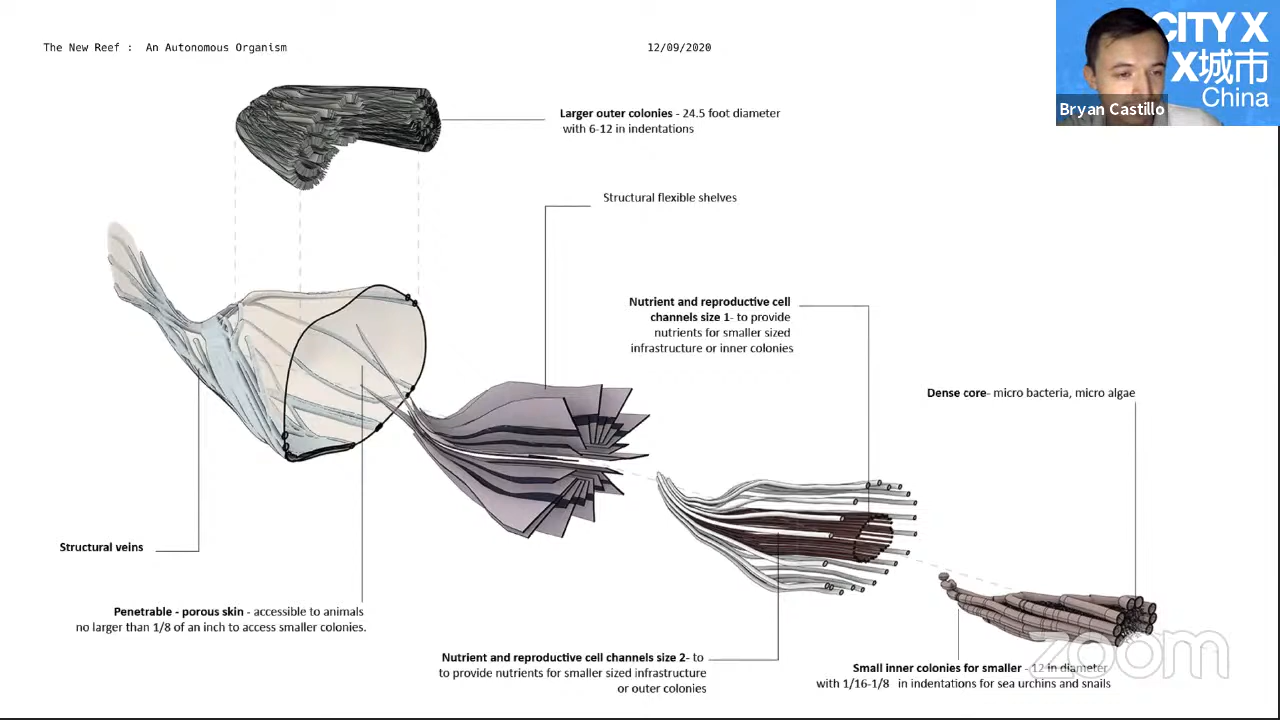 The New Reef :  An Autonomous Organism
12/09/2020
CITY X
X城市
China
Bryan Castillo
Larger outer colonies - 24.5 foot diameter
with 6-12 in indentations
Structural flexible shelves
Nutrient and reproductive cell
channels size 1- to provide
nutrients for smaller sized
infrastructure or inner colonies
Dense core- micro bacteria, micro algae
Structural veins
Penetrable - porous skin - accessible to animals
no larger than 1/8 of an inch to access smaller colonies.
Nutrient and reproductive cell channels size 2- to
to provide nutrients for smaller sized infrastructure
or outer colonies
Small inner colonies for smaller - 12 in diameter
with 1/16-1/8   in indentations for sea urchins and snails
zoom